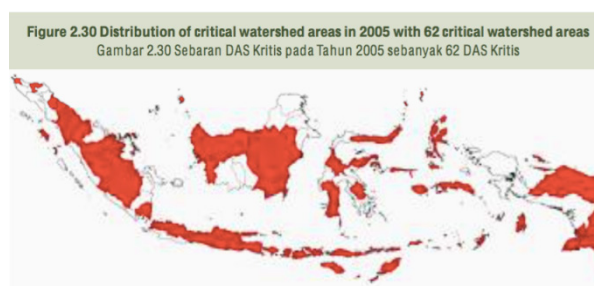 Figure 2.30 Distribution of critical watershed areas in 2005 with 62 critical watershed areas
Gambar 2.30 Sebaran DAS Kritis pada Tahun 2005 sebanyak 62 DAS Kritis